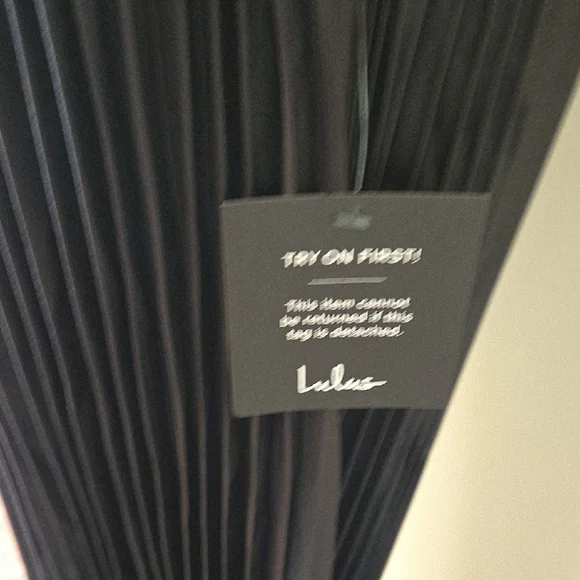 TRY ON FIRST!
This item cannot
be returned if this
tag is detached.
Lulus